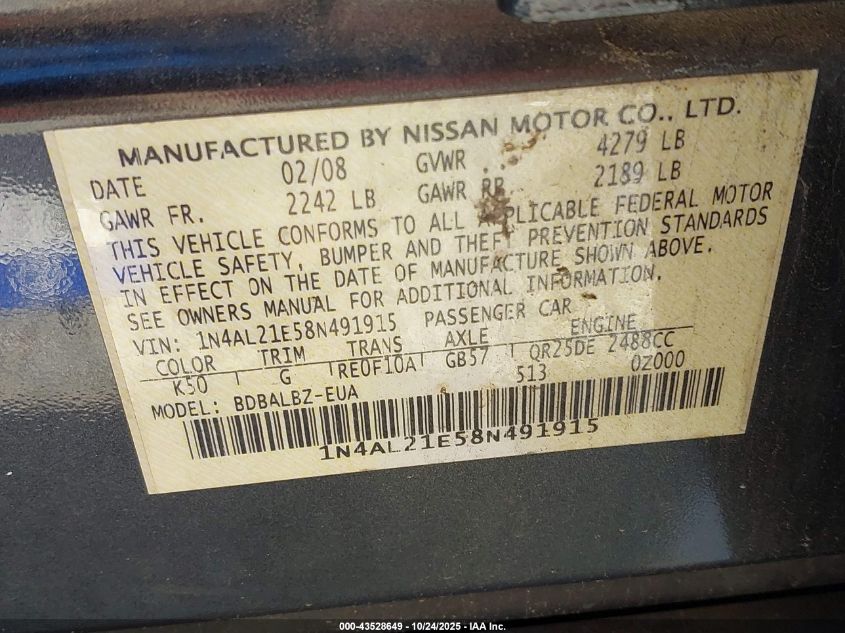 MANUFACTURED BY NISSAN MOTOR CO., LTD.
DATE 02/08 GVWR 4279 LB
GAWR FR. 2242 LB GAWR RR 2189 LB
THIS VEHICLE CONFORMS TO ALL APPLICABLE FEDERAL MOTOR
VEHICLE SAFETY, BUMPER AND THEFT PREVENTION STANDARDS
IN EFFECT ON THE DATE OF MANUFACTURE SHOWN ABOVE.
SEE OWNERS MANUAL FOR ADDITIONAL INFORMATION.
VIN: 1N4AL21E58N491915 PASSENGER CAR
COLOR TRIM TRANS AXLE ENGINE
K50 G RE0F10A GB57 QR25DE 2488CC
MODEL: BDBALBZ-EUA 513 0Z000
1N4AL21E58N491915
000-43528649 - 10/24/2025 - IAA Inc.